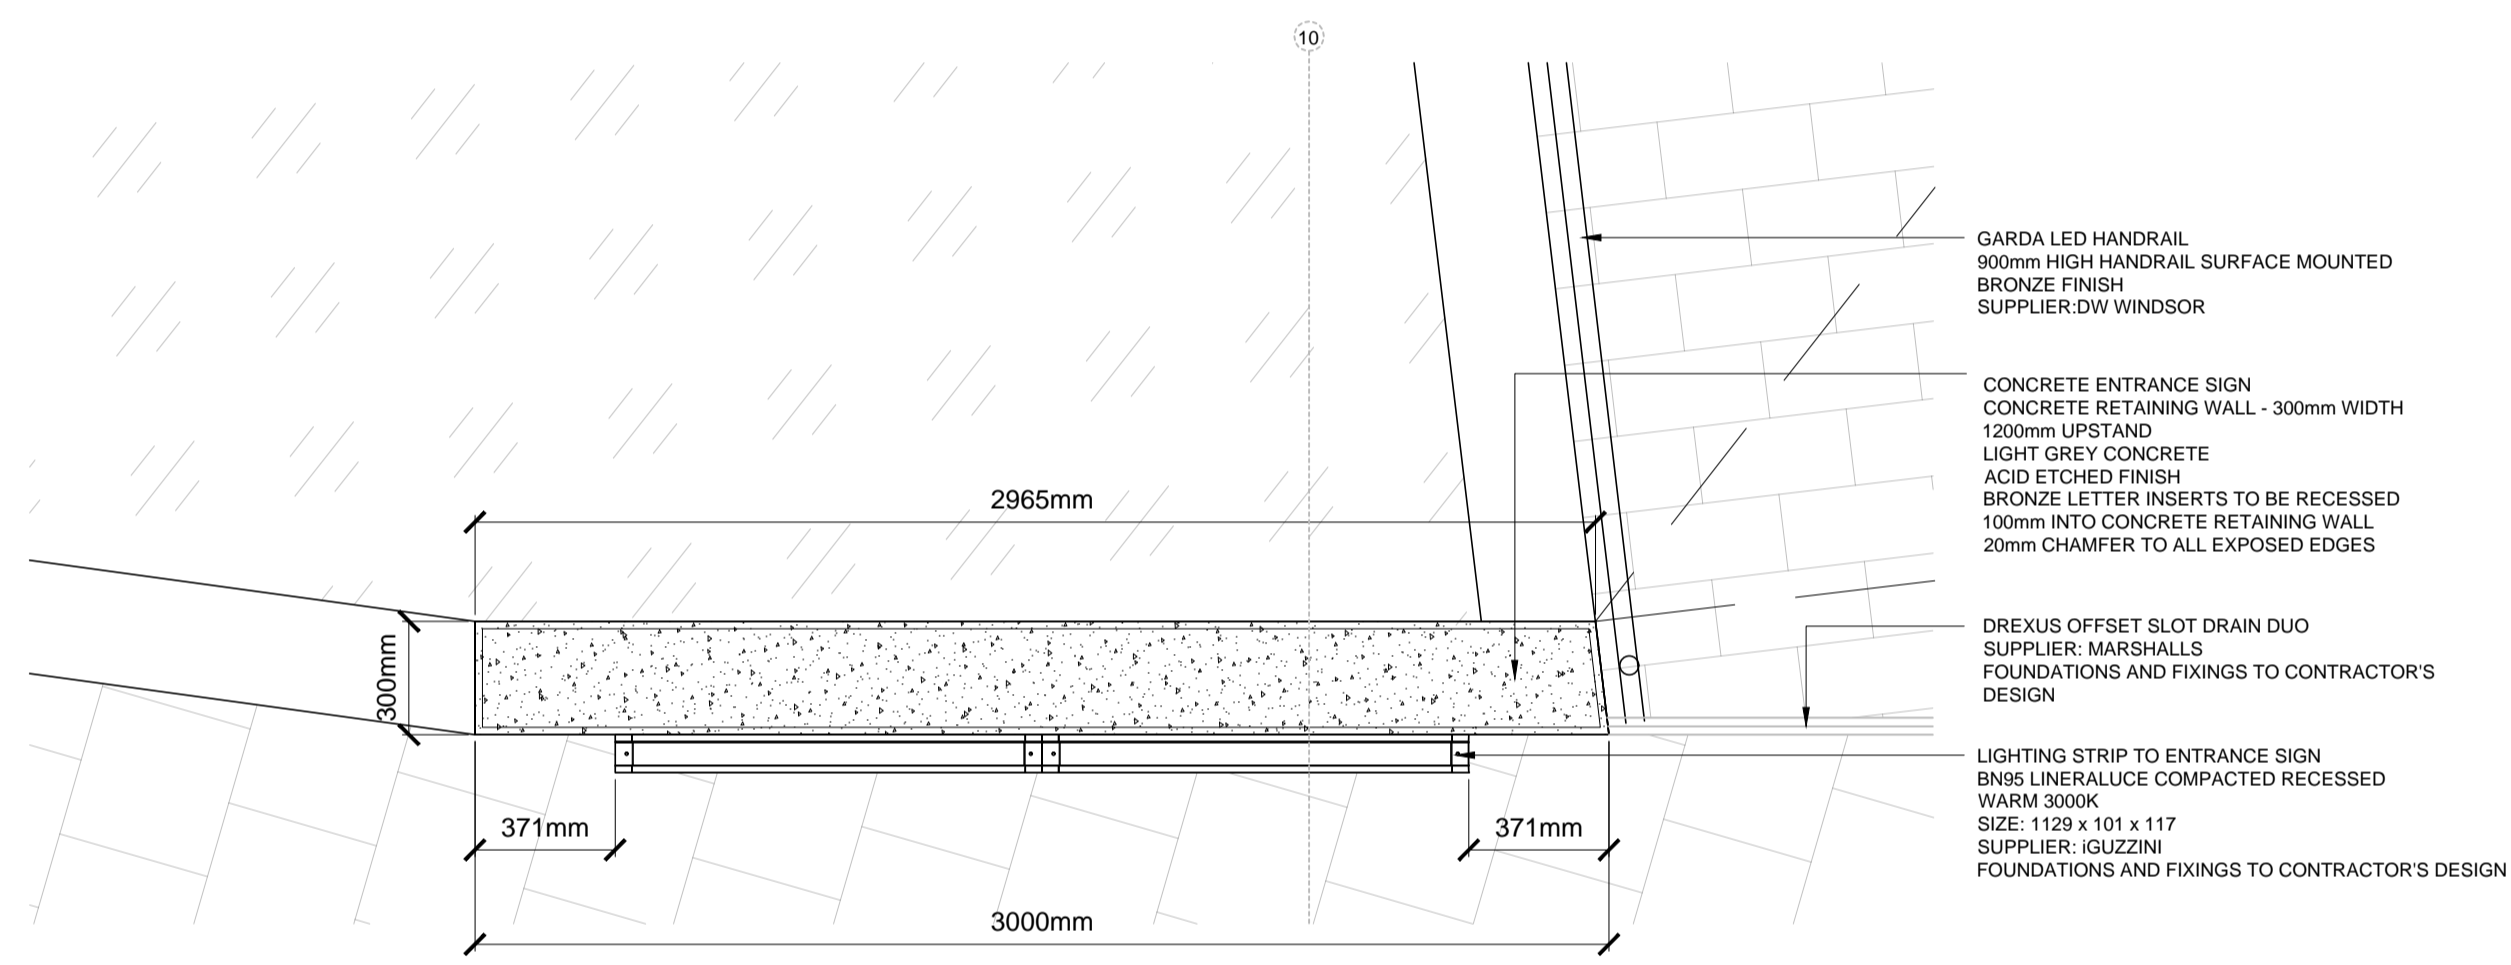 10
GARDA LED HANDRAIL
900mm HIGH HANDRAIL SURFACE MOUNTED
BRONZE FINISH
SUPPLIER:DW WINDSOR
CONCRETE ENTRANCE SIGN
CONCRETE RETAINING WALL - 300mm WIDTH
1200mm UPSTAND
LIGHT GREY CONCRETE
ACID ETCHED FINISH
BRONZE LETTER INSERTS TO BE RECESSED
100mm INTO CONCRETE RETAINING WALL
20mm CHAMFER TO ALL EXPOSED EDGES
2965mm
300mm
DREXUS OFFSET SLOT DRAIN DUO
SUPPLIER: MARSHALLS
FOUNDATIONS AND FIXINGS TO CONTRACTOR'S
DESIGN
LIGHTING STRIP TO ENTRANCE SIGN
BN95 LINERALUCE COMPACTED RECESSED
WARM 3000K
SIZE: 1129 x 101 x 117
SUPPLIER: iGUZZINI
FOUNDATIONS AND FIXINGS TO CONTRACTOR'S DESIGN
371mm
371mm
3000mm